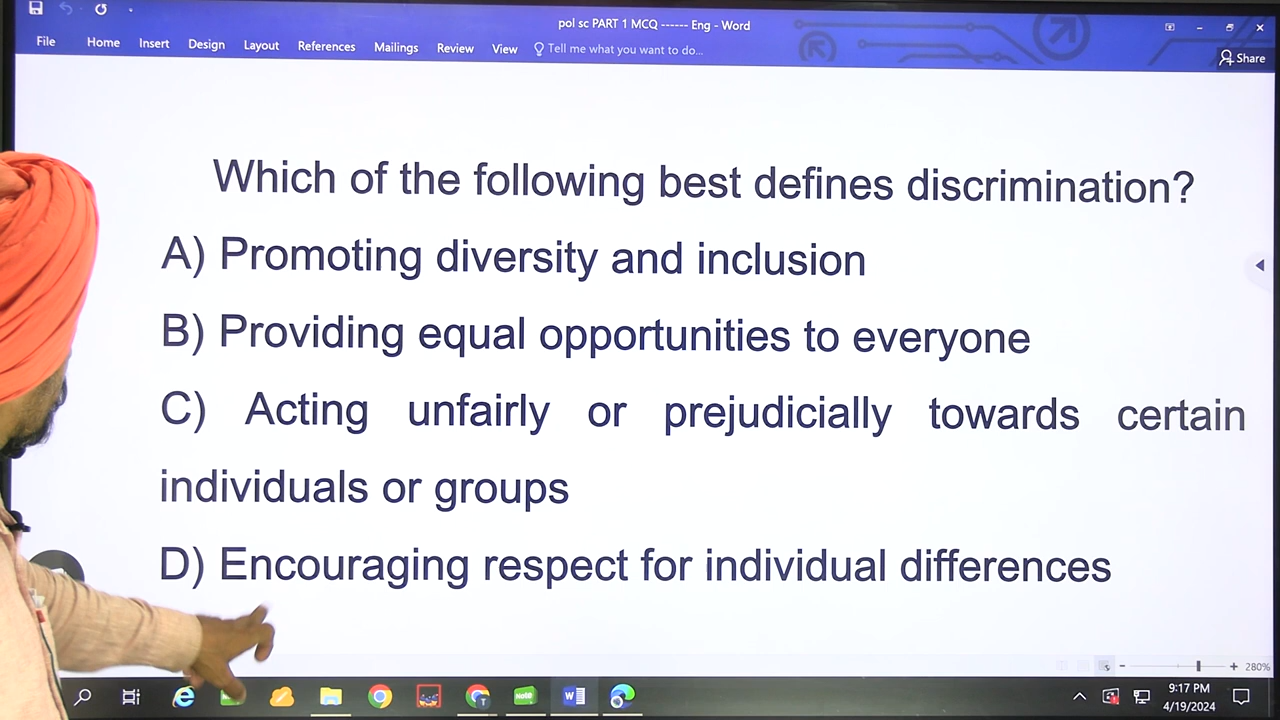 pol sc PART 1 MCQ ------ Eng - Word
File Home Insert Design Layout References Mailings Review View Tell me what you want to do... Share
Which of the following best defines discrimination?
A) Promoting diversity and inclusion
B) Providing equal opportunities to everyone
C) Acting unfairly or prejudicially towards certain
individuals or groups
D) Encouraging respect for individual differences
280%
Note
T
9:17 PM
4/19/2024